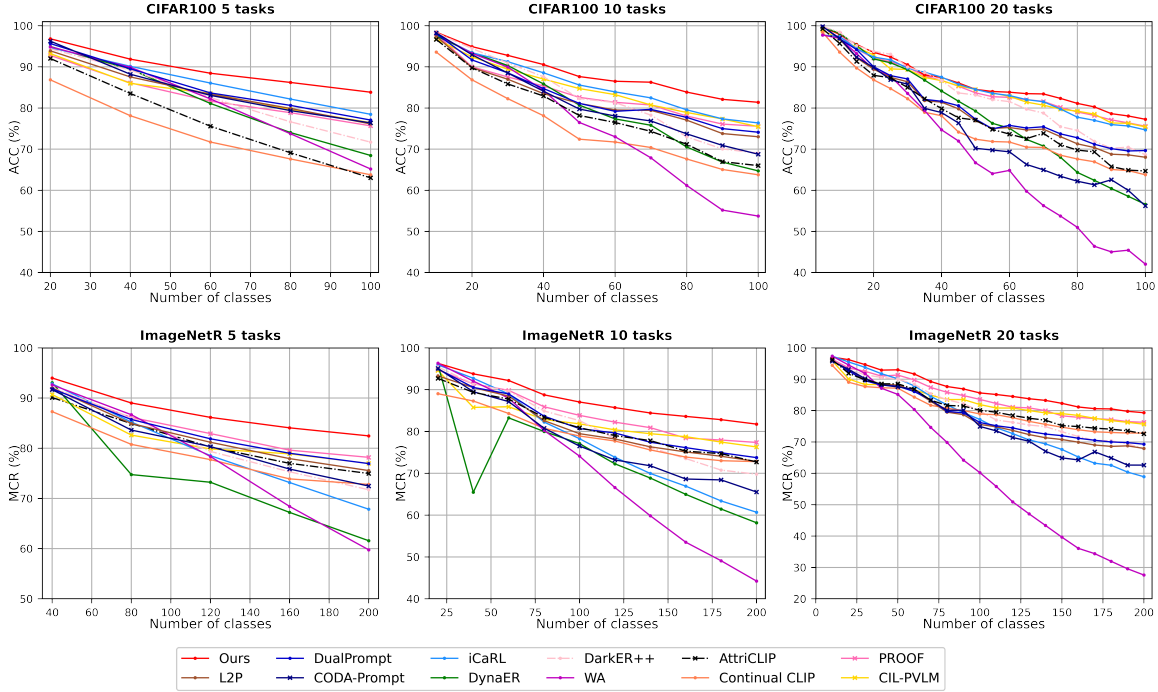 CIFAR100 5 tasks
CIFAR100 10 tasks
CIFAR100 20 tasks
ACC (%)
100
90
80
70
60
50
40
20 30 40 50 60 70 80 90 100
Number of classes
ACC (%)
100
90
80
70
60
50
40
20 40 60 80 100
Number of classes
ACC (%)
100
90
80
70
60
50
40
20 40 60 80 100
Number of classes
ImageNetR 5 tasks
ImageNetR 10 tasks
ImageNetR 20 tasks
MCR (%)
100
90
80
70
60
50
40 60 80 100 120 140 160 180 200
Number of classes
MCR (%)
100
90
80
70
60
50
40
25 50 75 100 125 150 175 200
Number of classes
MCR (%)
100
90
80
70
60
50
40
30
20
0 25 50 75 100 125 150 175 200
Number of classes
Ours DualPrompt iCaRL DarkER++ AttriCLIP PROOF
L2P CODA-Prompt DynaER WA Continual CLIP CIL-PVLM